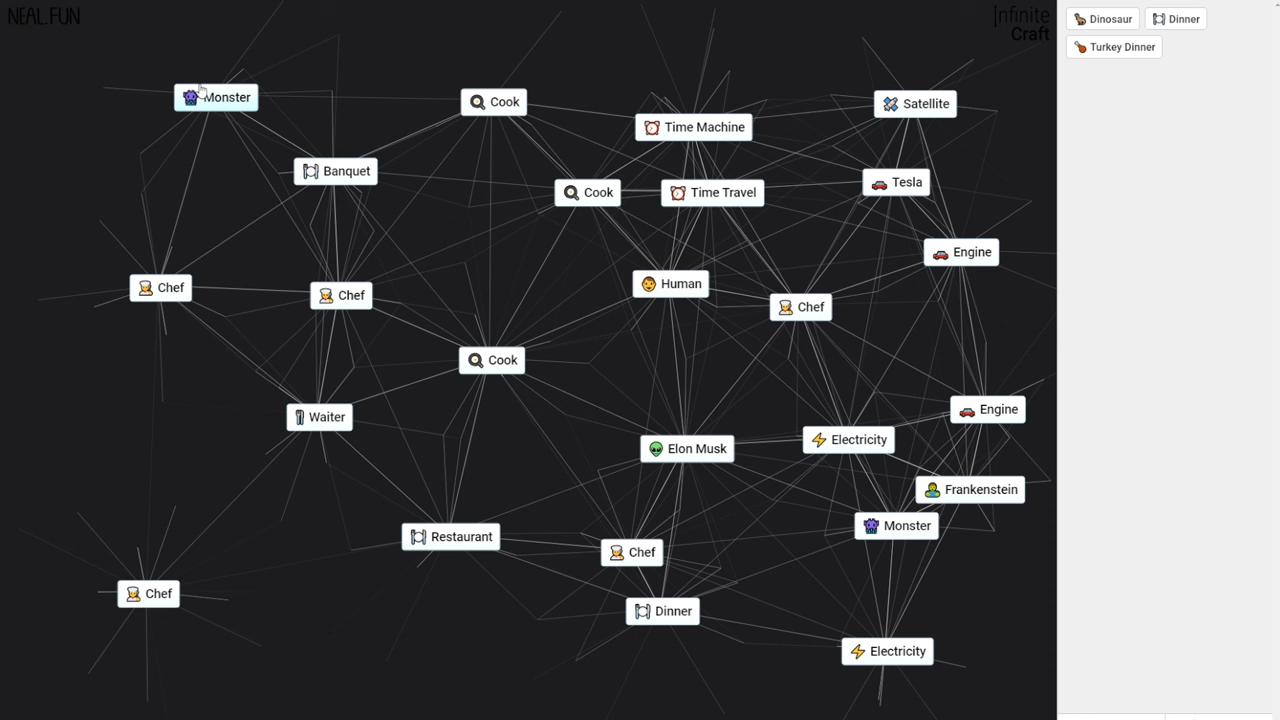 NEAL.FUN
Infinite
Craft
Dinosaur
Dinner
Turkey Dinner
Monster
Cook
Satellite
Time Machine
Banquet
Tesla
Cook
Time Travel
Engine
Human
Chef
Chef
Chef
Cook
Engine
Waiter
Electricity
Elon Musk
Frankenstein
Monster
Restaurant
Chef
Chef
Dinner
Electricity